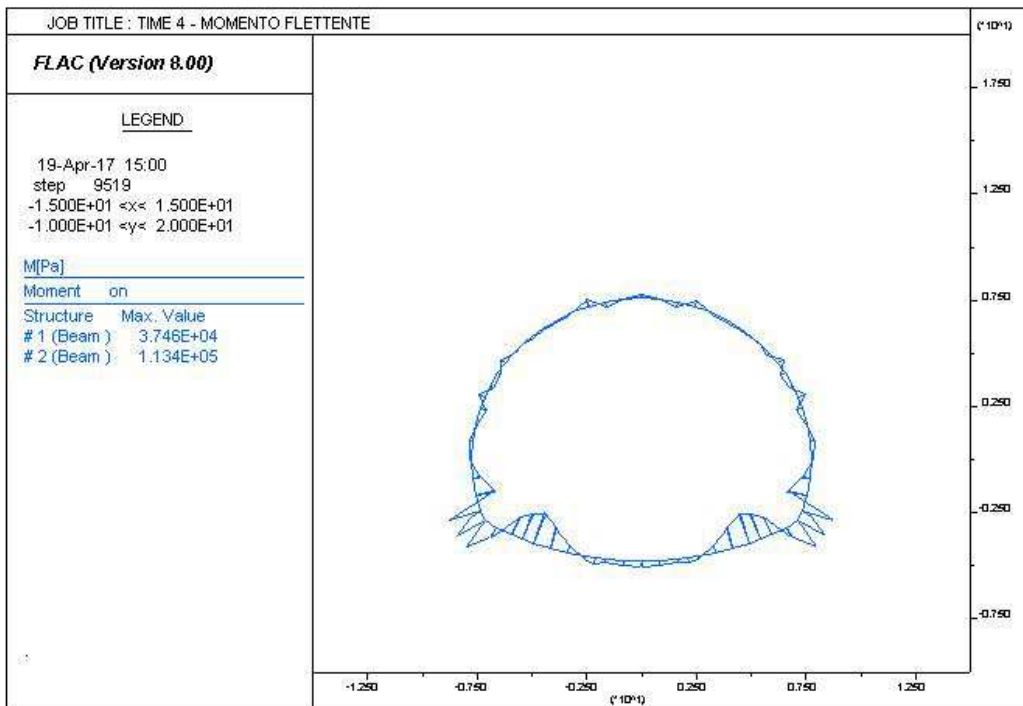 JOB TITLE : TIME 4 - MOMENTO FLETTENTE
(*10^1)
FLAC (Version 8.00)
LEGEND
19-Apr-17 15:00
step 9519
-1.500E+01 <x< 1.500E+01
-1.000E+01 <y< 2.000E+01
M[Pa]
Moment on
Structure Max. Value
# 1 (Beam ) 3.746E+04
# 2 (Beam ) 1.134E+05
1.750
1.250
0.750
0.250
-0.250
-0.750
-1.250
-0.750
-0.250
0.250
0.750
1.250
(*10^1)